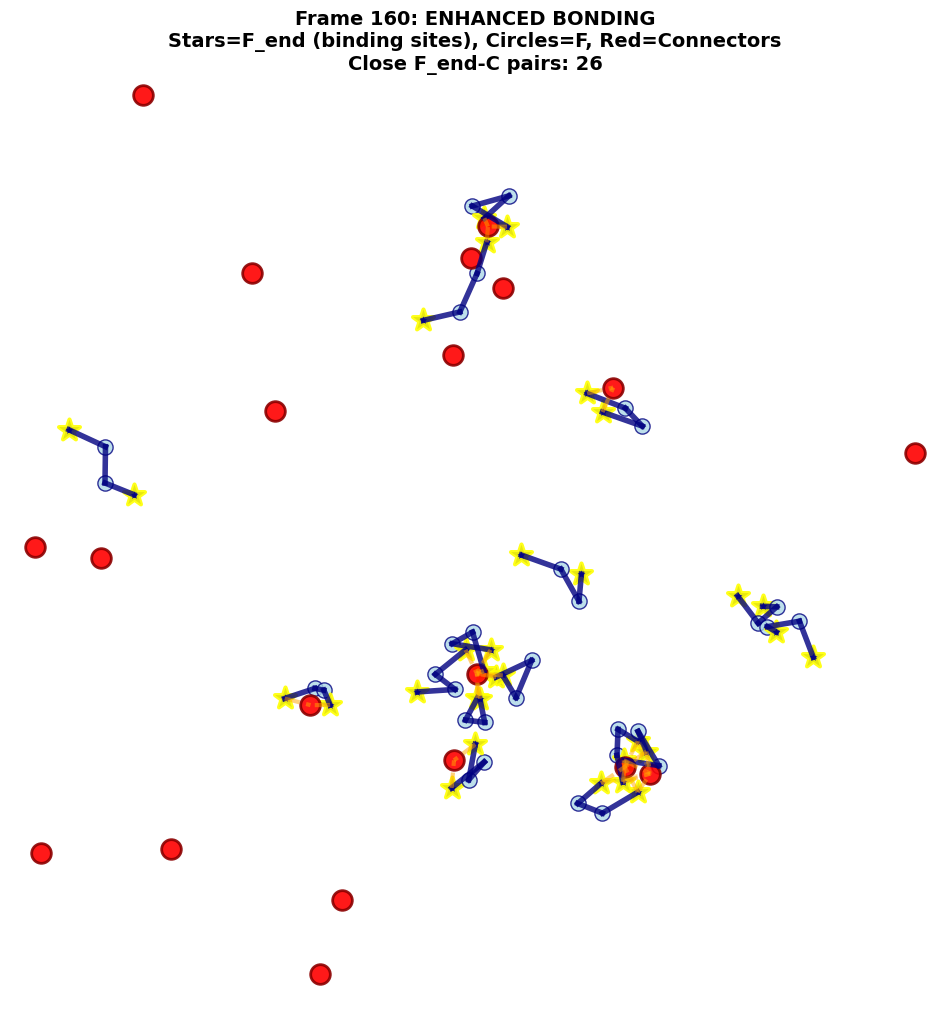 Frame 160: ENHANCED BONDING
Stars=F_end (binding sites), Circles=F, Red=Connectors
Close F_end-C pairs: 26